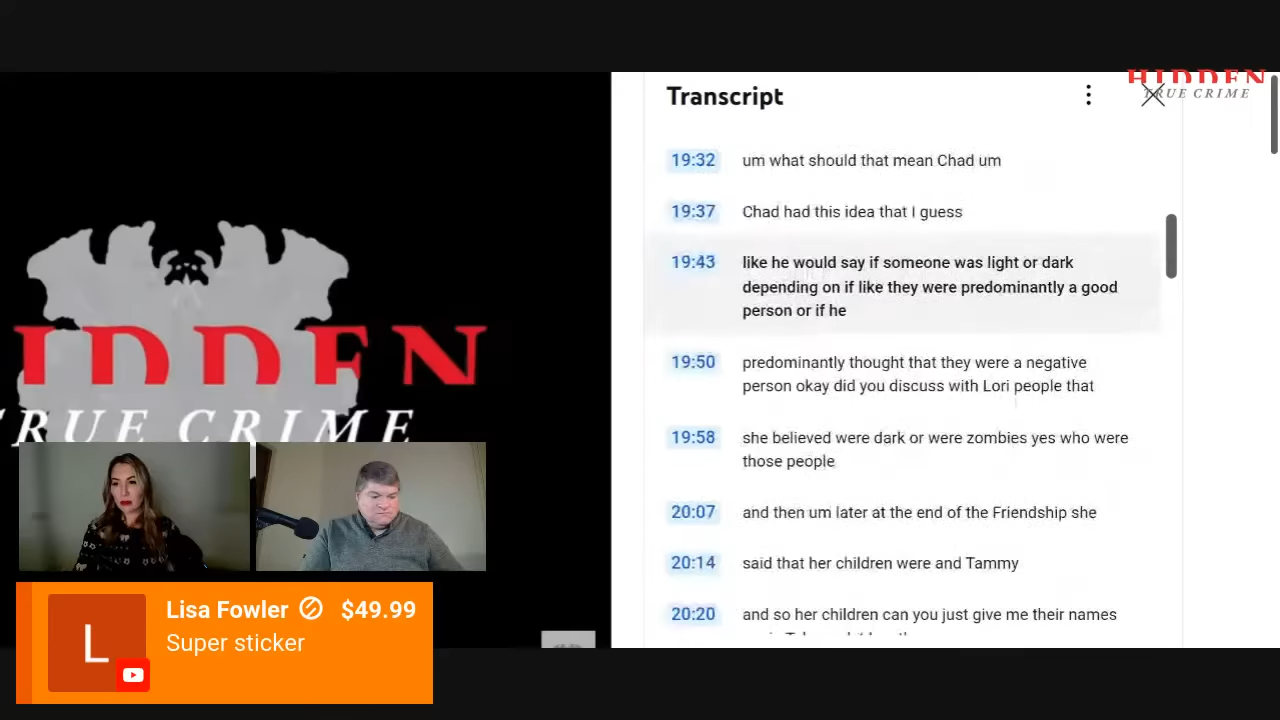 HIDDEN
TRUE CRIME
Transcript
19:32 um what should that mean Chad um
19:37 Chad had this idea that I guess
19:43 like he would say if someone was light or dark
depending on if like they were predominantly a good
person or if he
19:50 predominantly thought that they were a negative
person okay did you discuss with Lori people that
19:58 she believed were dark or were zombies yes who were
those people
20:07 and then um later at the end of the Friendship she
20:14 said that her children were and Tammy
20:20 and so her children can you just give me their names
HIDDEN
TRUE CRIME
L
Lisa Fowler $49.99
Super sticker